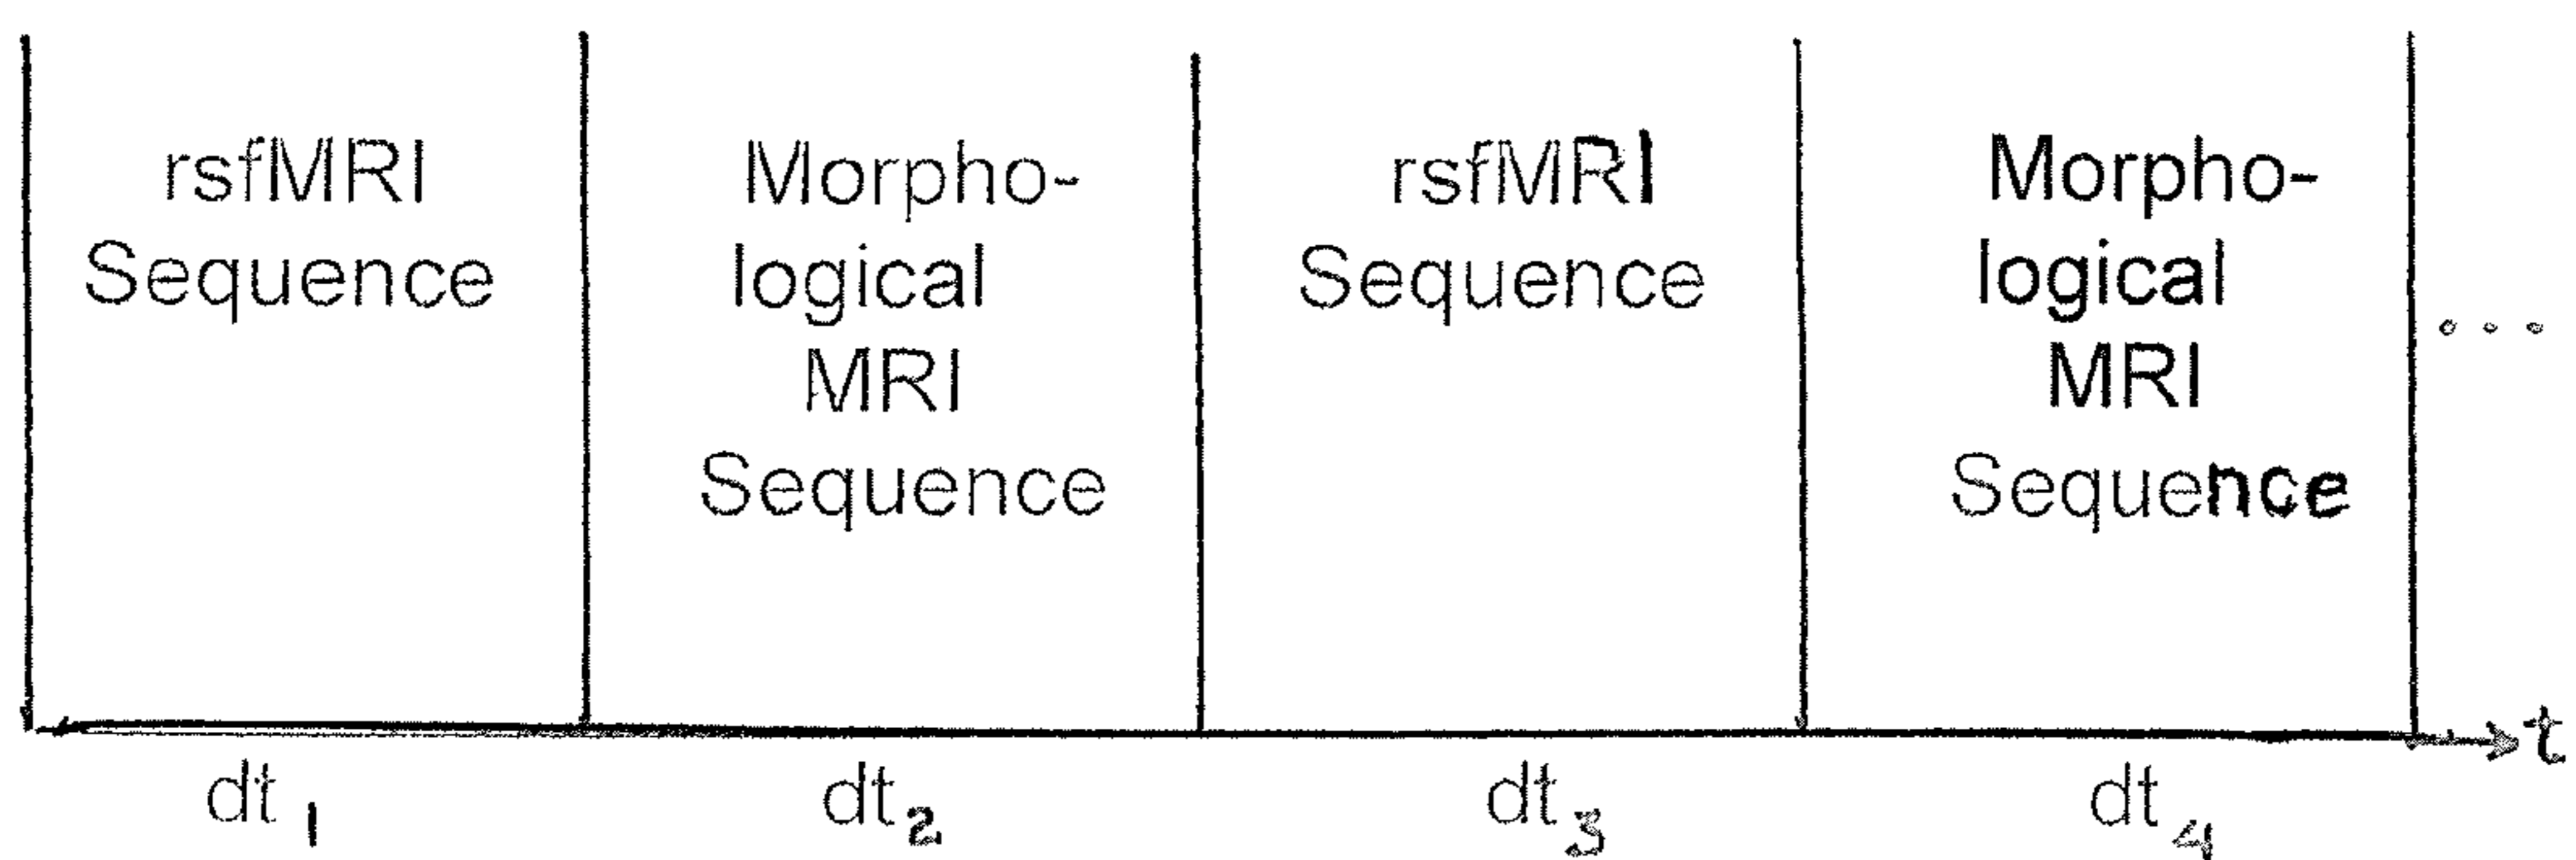 rsfMRI
Sequence
Morpho-
logical
MRI
Sequence
rsfMRI
Sequence
Morpho-
logical
MRI
Sequence
...
t
dt₁
dt₂
dt₃
dt₄